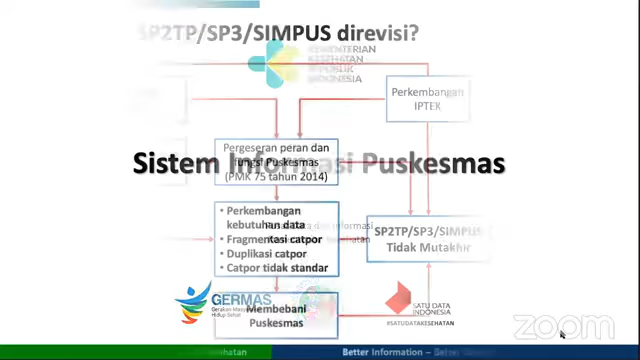 SP2TP/SP3/SIMPUS direvisi?
KEMENTERIAN
KESEHATAN
REPUBLIK
INDONESIA
Perkembangan
IPTEK
Pergeseran peran dan
fungsi Puskesmas
(PMK 75 tahun 2014)
Sistem Informasi Puskesmas
• Perkembangan
kebutuhan data
• Fragmentasi catpor
• Duplikasi catpor
• Catpor tidak standar
SP2TP/SP3/SIMPUS
Tidak Mutakhir
GERMAS
Gerakan Masyarakat
Hidup Sehat
Membebani
Puskesmas
SATU DATA
INDONESIA
#SATUDATAKESEHATAN
zoom
Better Information –